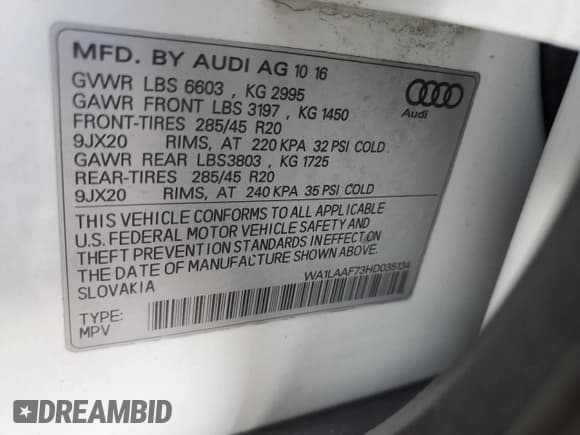 MFD. BY AUDI AG 10 16
GVWR LBS 6603 , KG 2995
GAWR FRONT LBS 3197 , KG 1450
FRONT-TIRES 285/45 R20
9JX20 RIMS, AT 220 KPA 32 PSI COLD
GAWR REAR LBS3803 , KG 1725
REAR-TIRES 285/45 R20
9JX20 RIMS, AT 240 KPA 35 PSI COLD
THIS VEHICLE CONFORMS TO ALL APPLICABLE
U.S. FEDERAL MOTOR VEHICLE SAFETY AND
THEFT PREVENTION STANDARDS IN EFFECT ON
THE DATE OF MANUFACTURE SHOWN ABOVE.
SLOVAKIA
WA1LAAF73HD035134
TYPE:
MPV
Audi
DREAMBID